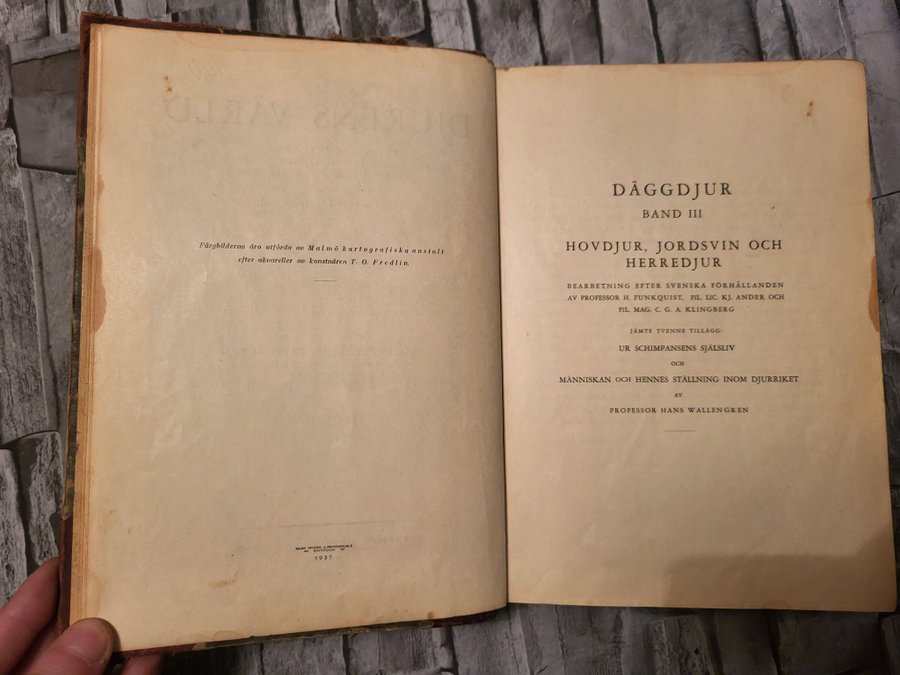 Färgbilderna äro utförda av Malmö kartografiska anstalt
efter akvareller av konstnären T. O. Fredlin.
1937
DÄGGDJUR
BAND III
HOVDJUR, JORDSVIN OCH
HERREDJUR
BEARBETNING EFTER SVENSKA FÖRHÅLLANDEN
AV PROFESSOR H. FUNKQUIST, FIL. LIC. KJ. ANDER OCH
FIL. MAG. C. G. A. KLINGBERG
JÄMTE TVENNE TILLÄGG:
UR SCHIMPANSENS SJÄLSLIV
OCH
MÄNNISKAN OCH HENNES STÄLLNING INOM DJURRIKET
AV
PROFESSOR HANS WALLENGREN